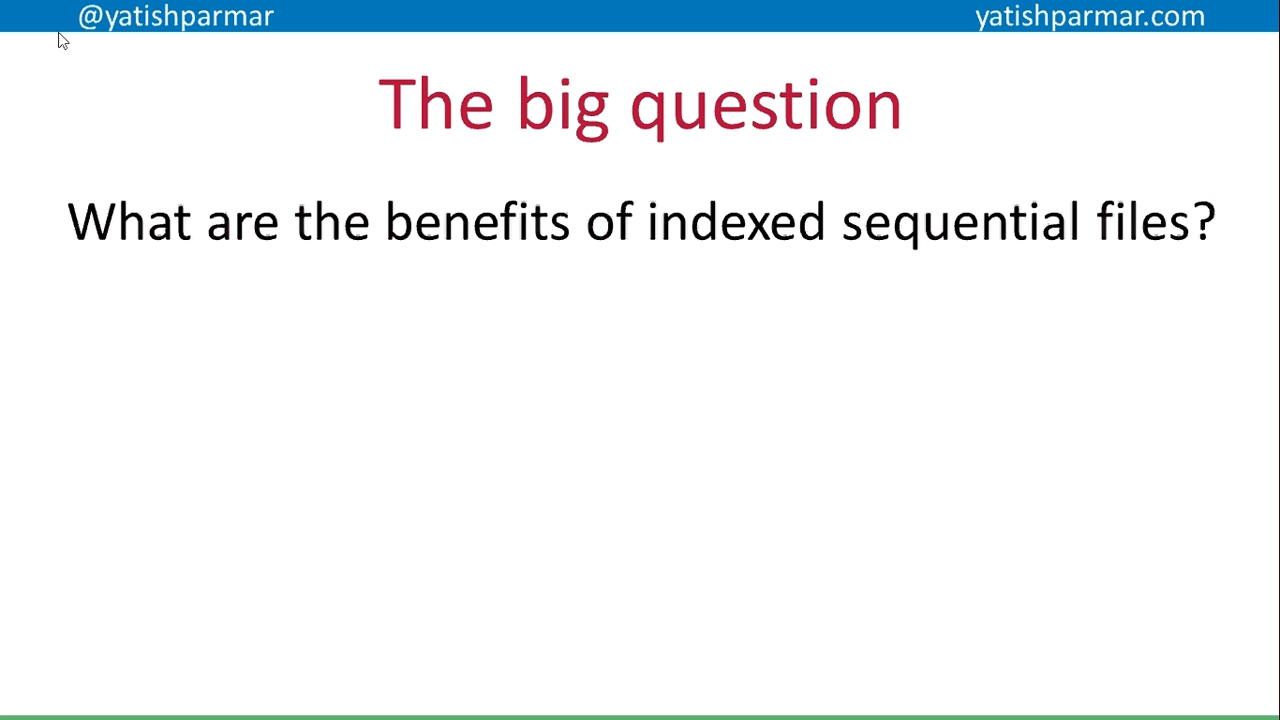 @yatishparmar yatishparmar.com
The big question
What are the benefits of indexed sequential files?